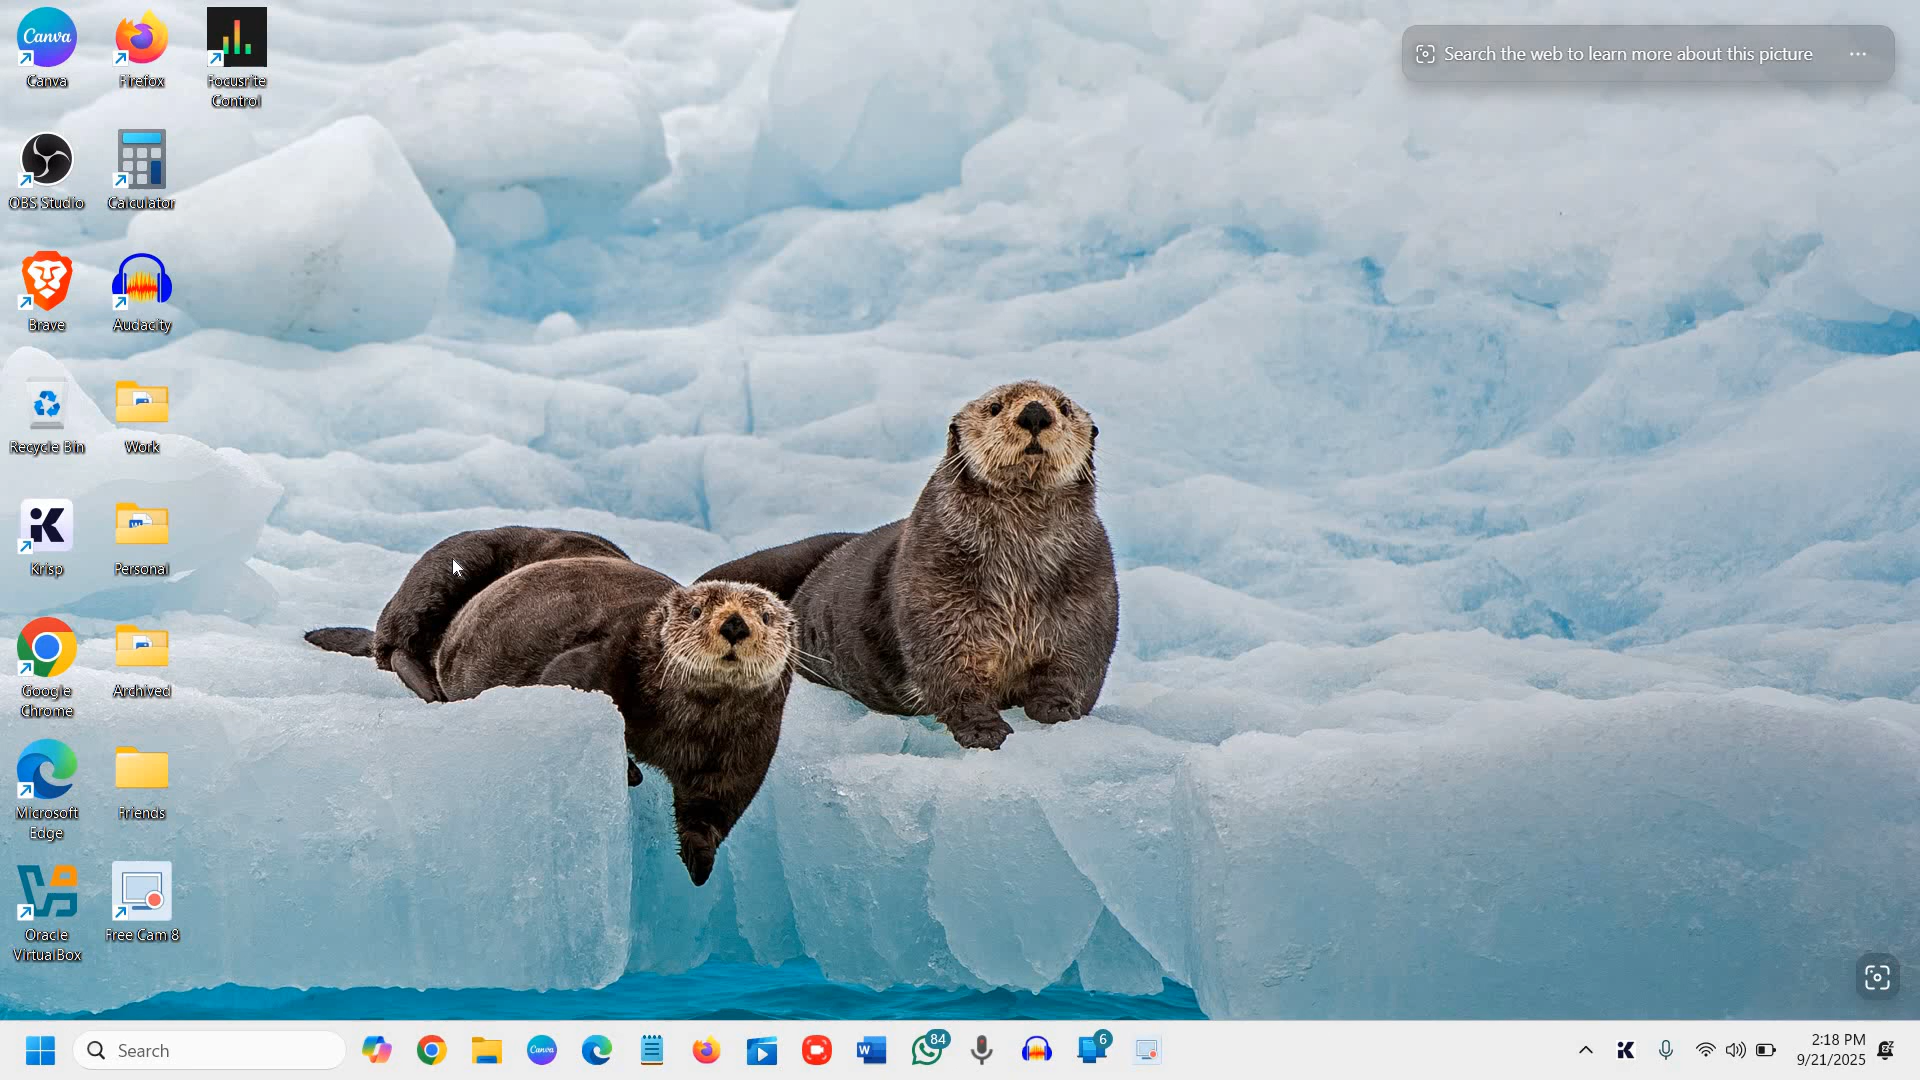 Canva
Canva
Firefox
Focusrite
Control
Search the web to learn more about this picture
OBS Studio
Calculator
Brave
Audacity
Recycle Bin
Work
Krisp
Personal
Google
Chrome
Archived
Microsoft
Edge
Friends
Oracle
VirtualBox
Free Cam 8
Search
Canva
84
6
2:18 PM
9/21/2025